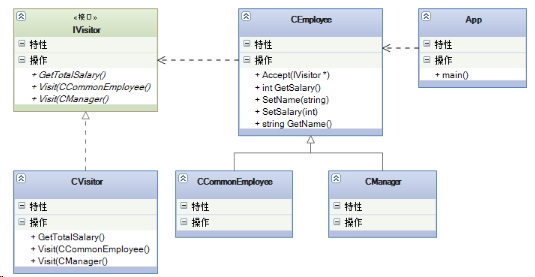 «接口»
IVisitor
特性
操作
+ GetTotalSalary()
+ Visit(CCommonEmployee()
+ Visit(CManager()
CEmployee
特性
操作
+ Accept(IVisitor *)
+ int GetSalary()
+ SetName(string)
+ SetSalary(int)
+ string GetName()
App
特性
操作
+ main()
CVisitor
特性
操作
+ GetTotalSalary()
+ Visit(CCommonEmployee()
+ Visit(CManager()
CCommonEmployee
特性
操作
CManager
特性
操作